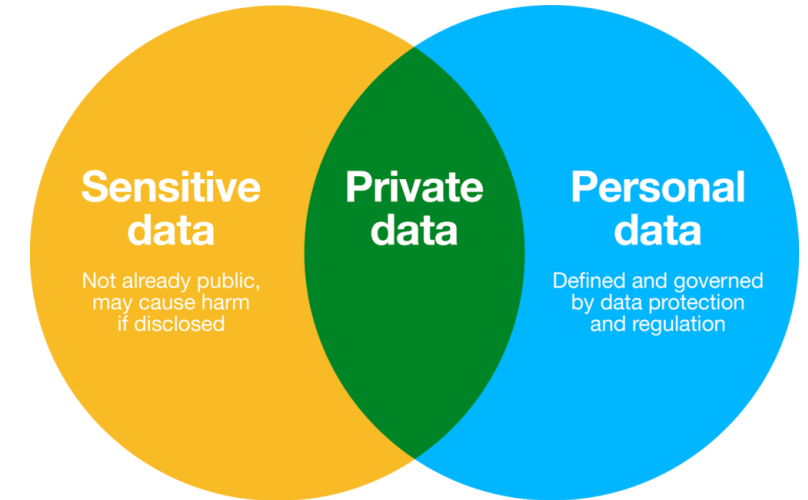 Sensitive
data
Not already public,
may cause harm
if disclosed
Private
data
Personal
data
Defined and governed
by data protection
and regulation